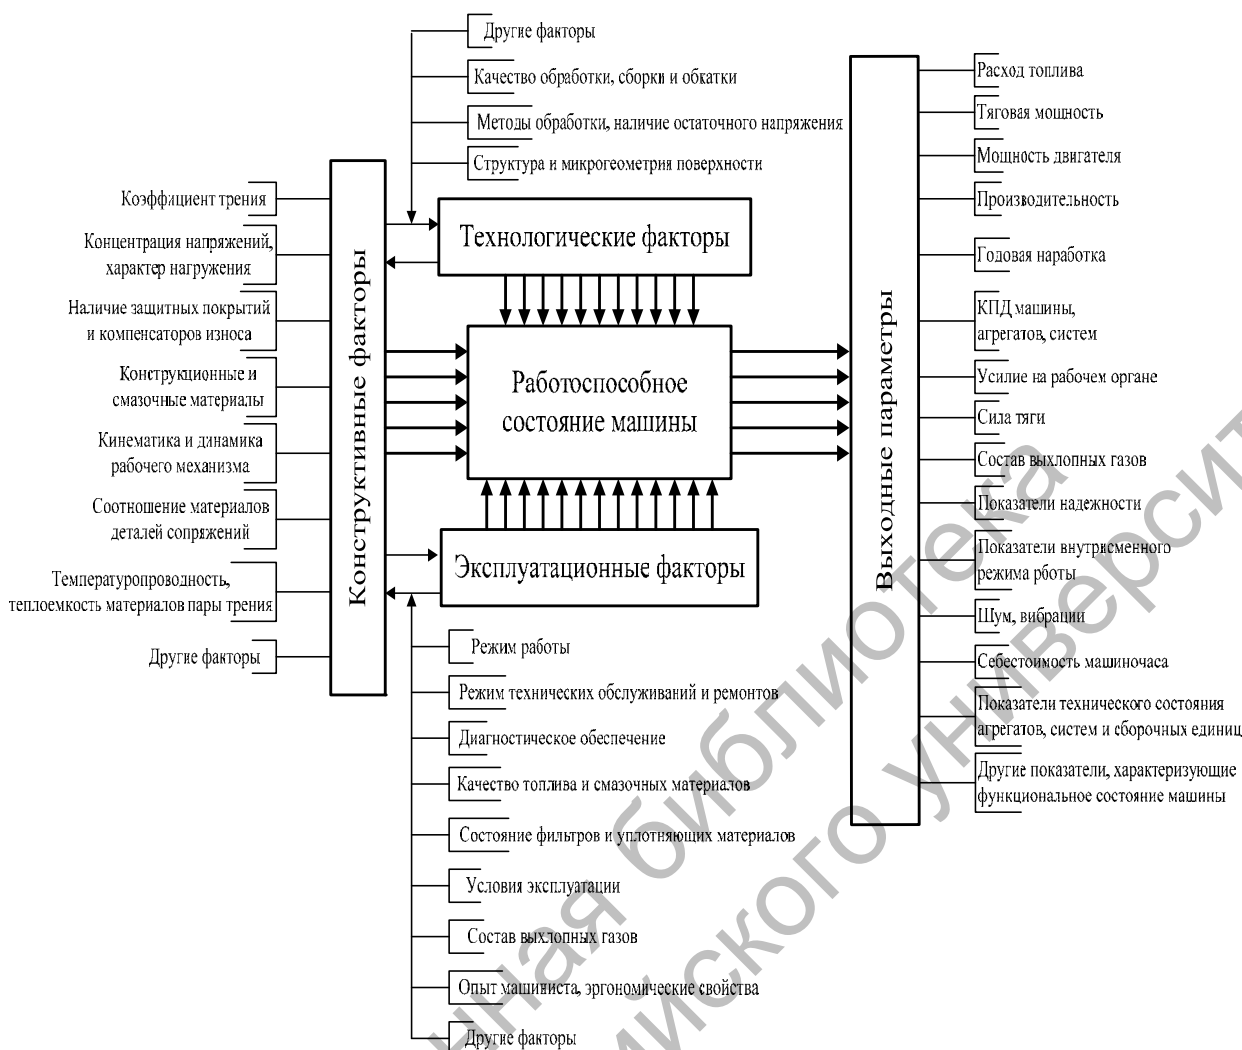 Другие факторы
Качество обработки, сборки и обкатки
Методы обработки, наличие остаточного напряжения
Структура и микрогеометрия поверхности
Коэффициент трения
Концентрация напряжений,
характер нагружения
Наличие защитных покрытий
и компенсаторов износа
Конструкционные и
смазочные материалы
Кинематика и динамика
рабочего механизма
Соотношение материалов
деталей сопряжений
Температуропроводность,
теплоемкость материалов пары трения
Другие факторы
Конструктивные факторы
Технологические факторы
Работоспособное
состояние машины
Эксплуатационные факторы
Режим работы
Режим технических обслуживаний и ремонтов
Диагностическое обеспечение
Качество топлива и смазочных материалов
Состояние фильтров и уплотняющих материалов
Условия эксплуатации
Состав выхлопных газов
Опыт машиниста, эргономические свойства
Другие факторы
Выходные параметры
Расход топлива
Тяговая мощность
Мощность двигателя
Производительность
Годовая наработка
КПД машины,
агрегатов, систем
Усилие на рабочем органе
Сила тяги
Состав выхлопных газов
Показатели надежности
Показатели внутрисменного
режима рботы
Шум, вибрации
Себестоимость машиночаса
Показатели технического состояния
агрегатов, систем и сборочных единиц
Другие показатели, характеризующие
функциональное состояние машины
библиотека